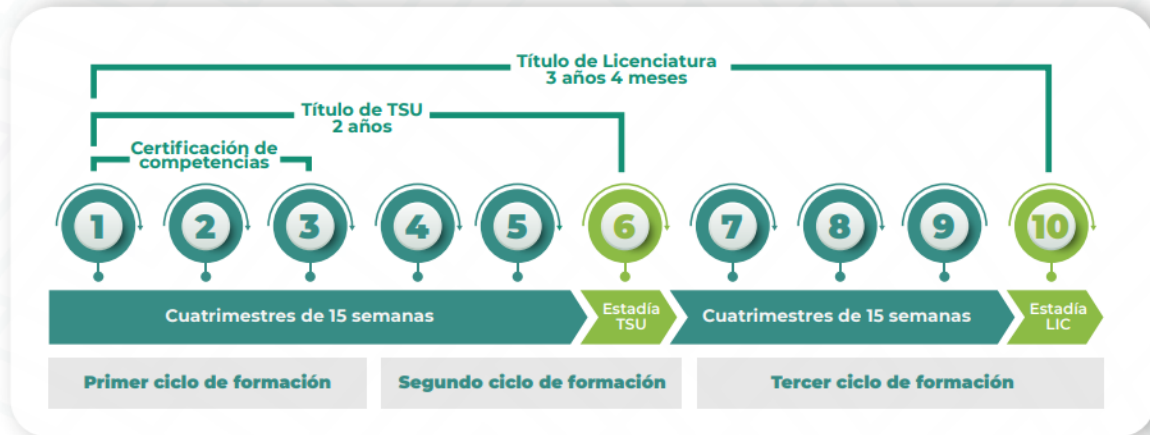 Título de Licenciatura
3 años 4 meses
Título de TSU
2 años
Certificación de
competencias
1 2 3 4 5 6 7 8 9 10
Cuatrimestres de 15 semanas
Estadía
TSU
Cuatrimestres de 15 semanas
Estadía
LIC
Primer ciclo de formación
Segundo ciclo de formación
Tercer ciclo de formación